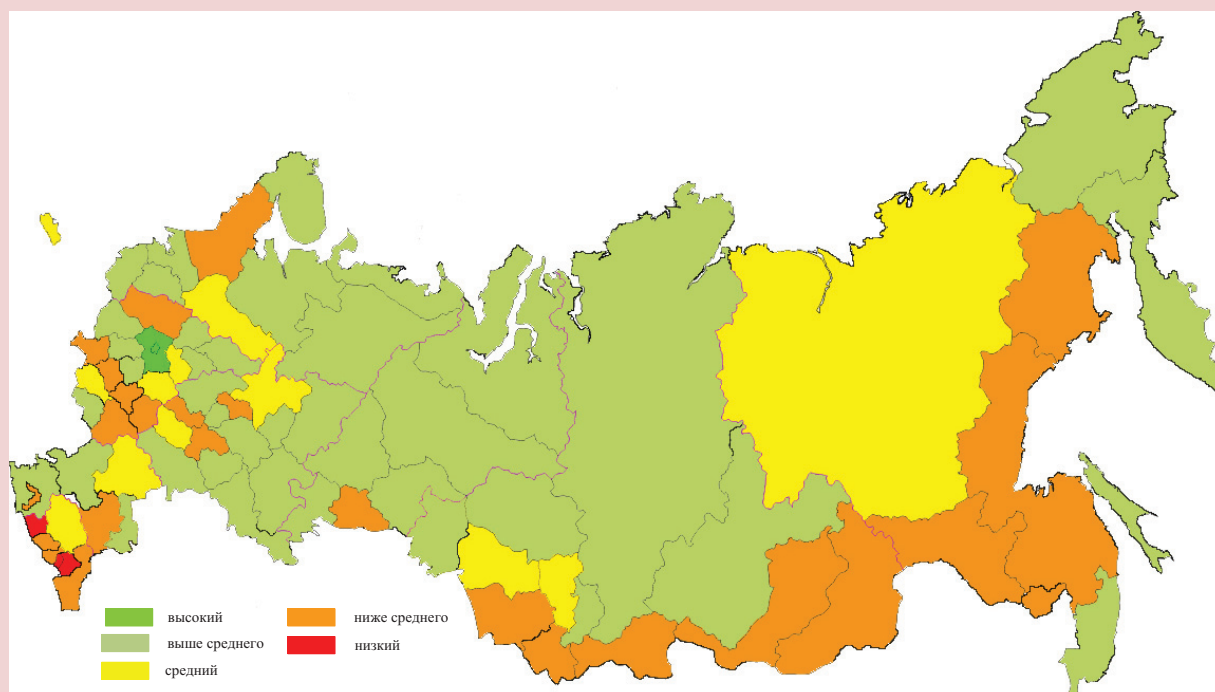 высокий
выше среднего
средний
ниже среднего
низкий